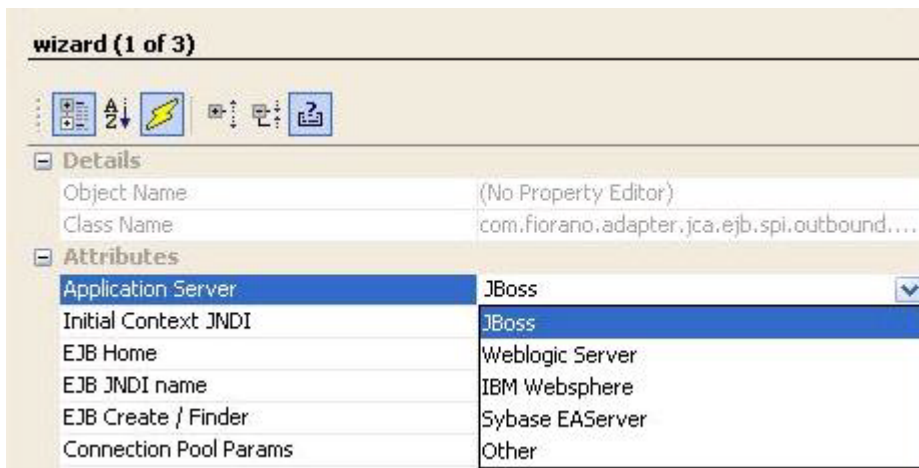 wizard (1 of 3)
Details
Object Name (No Property Editor)
Class Name com.fiorano.adapter.jca.ejb.spi.outbound....
Attributes
Application Server JBoss
Initial Context JNDI JBoss
EJB Home Weblogic Server
EJB JNDI name IBM Websphere
EJB Create / Finder Sybase EAServer
Connection Pool Params Other